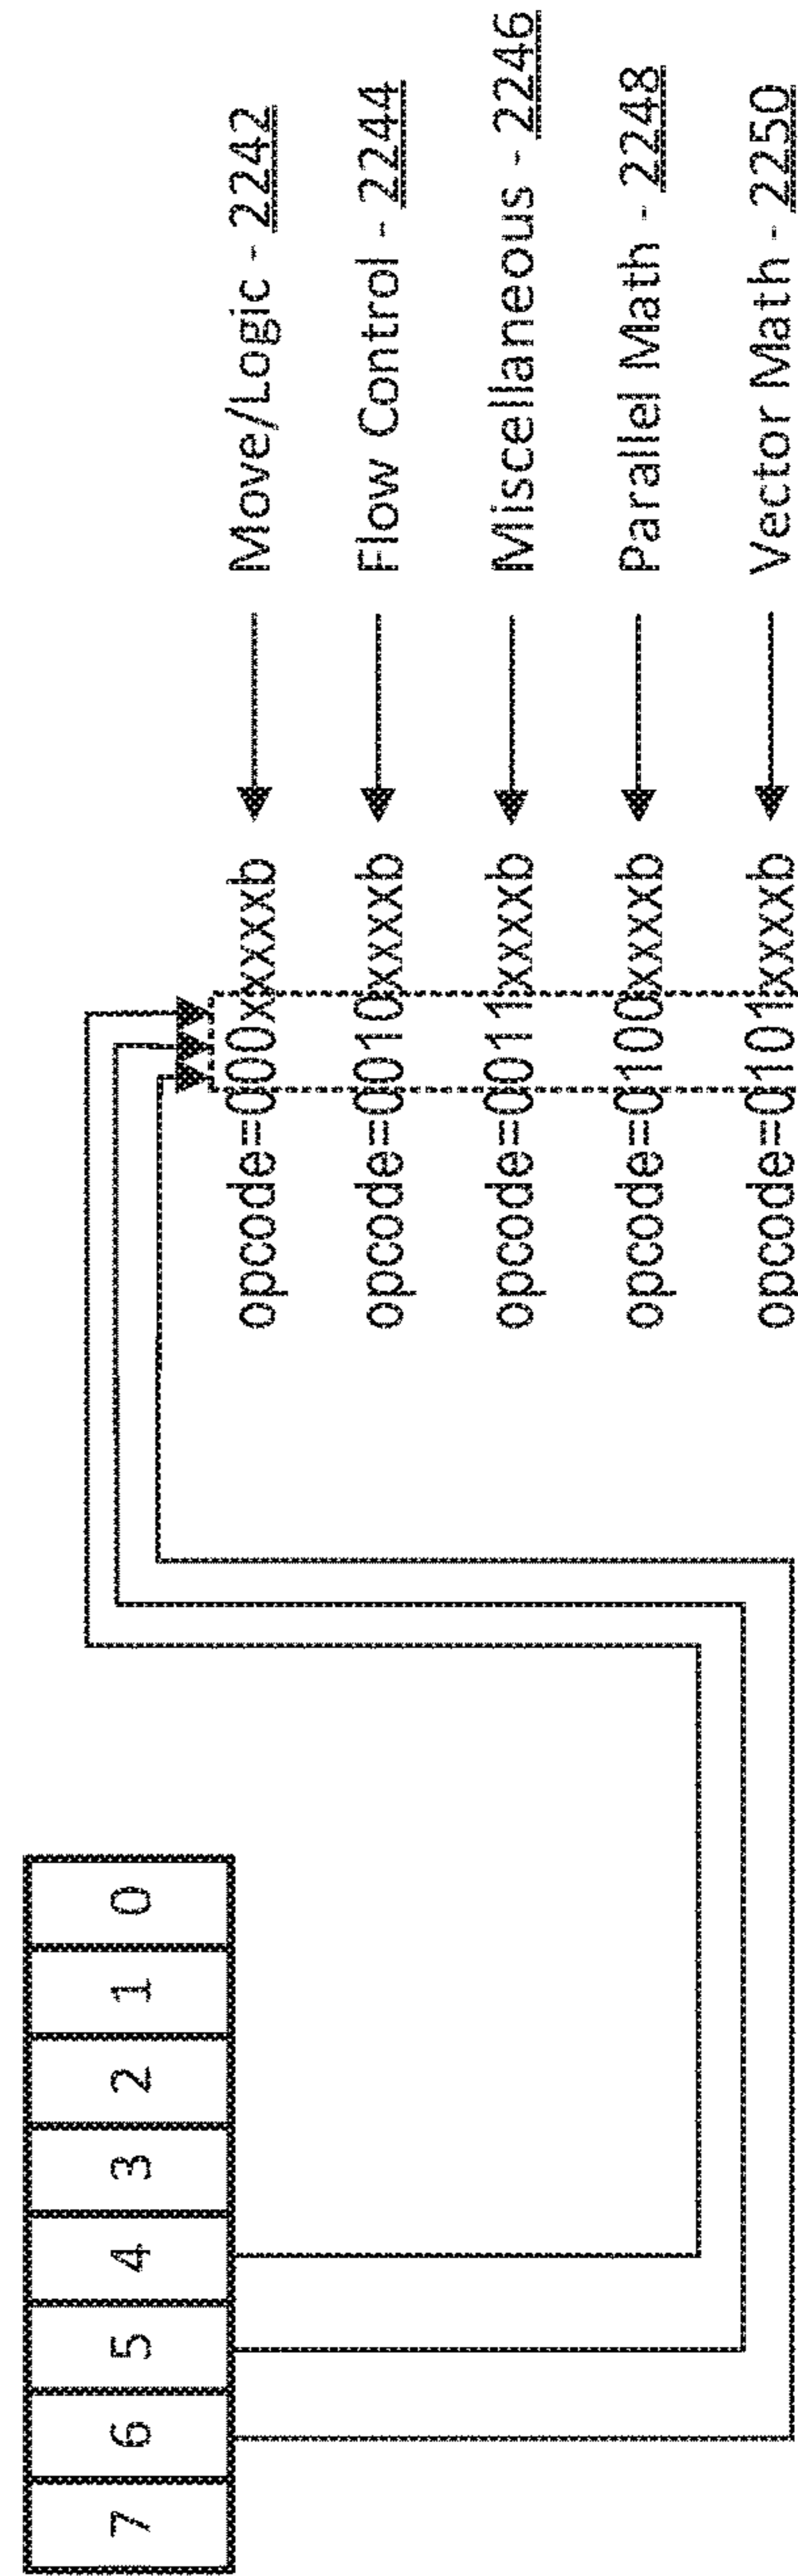 7 6 5 4 3 2 1 0
opcode=000xxxxxb Move/Logic - 2242
opcode=0010xxxxb Flow Control - 2244
opcode=0011xxxxb Miscellaneous - 2246
opcode=0100xxxxb Parallel Math - 2248
opcode=0101xxxxb Vector Math - 2250